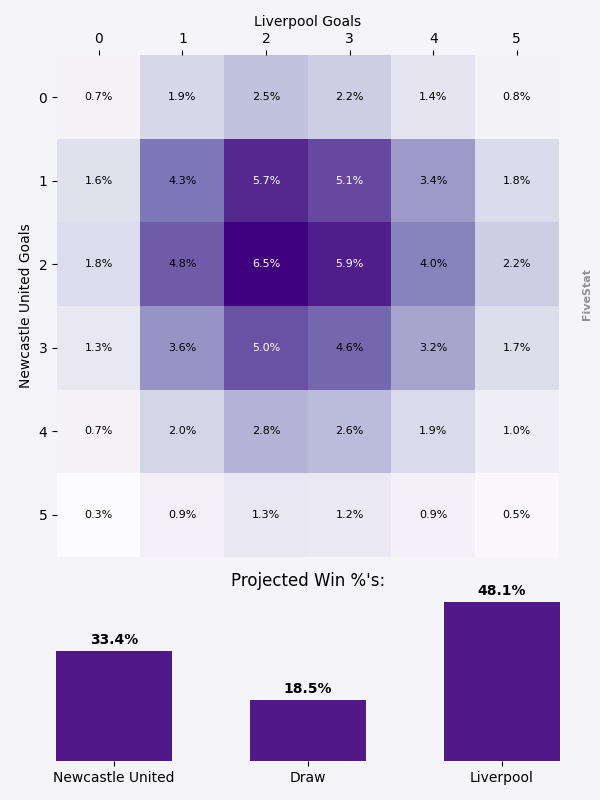 Liverpool Goals
0 1 2 3 4 5
0 0.7% 1.9% 2.5% 2.2% 1.4% 0.8%
1 1.6% 4.3% 5.7% 5.1% 3.4% 1.8%
2 1.8% 4.8% 6.5% 5.9% 4.0% 2.2%
3 1.3% 3.6% 5.0% 4.6% 3.2% 1.7%
4 0.7% 2.0% 2.8% 2.6% 1.9% 1.0%
5 0.3% 0.9% 1.3% 1.2% 0.9% 0.5%
Newcastle United Goals
FiveStat
Projected Win %'s:
33.4% 18.5% 48.1%
Newcastle United Draw Liverpool